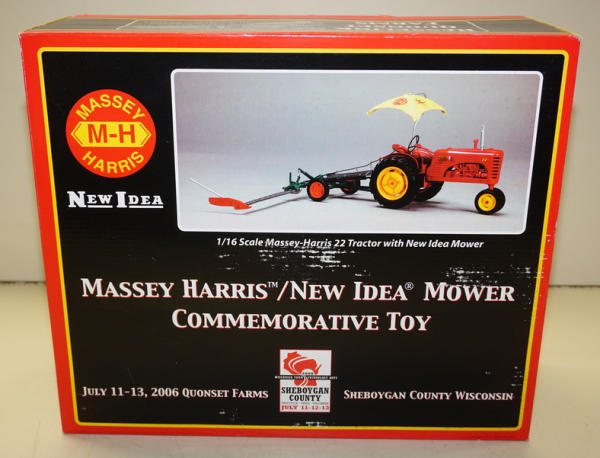 MASSEY
M-H
HARRIS
NEW IDEA
1/16 Scale Massey-Harris 22 Tractor with New Idea Mower
MASSEY HARRIS™/NEW IDEA® MOWER
COMMEMORATIVE TOY
JULY 11-13, 2006 QUONSET FARMS
SHEBOYGAN
COUNTY
JULY 11-12-13
SHEBOYGAN COUNTY WISCONSIN